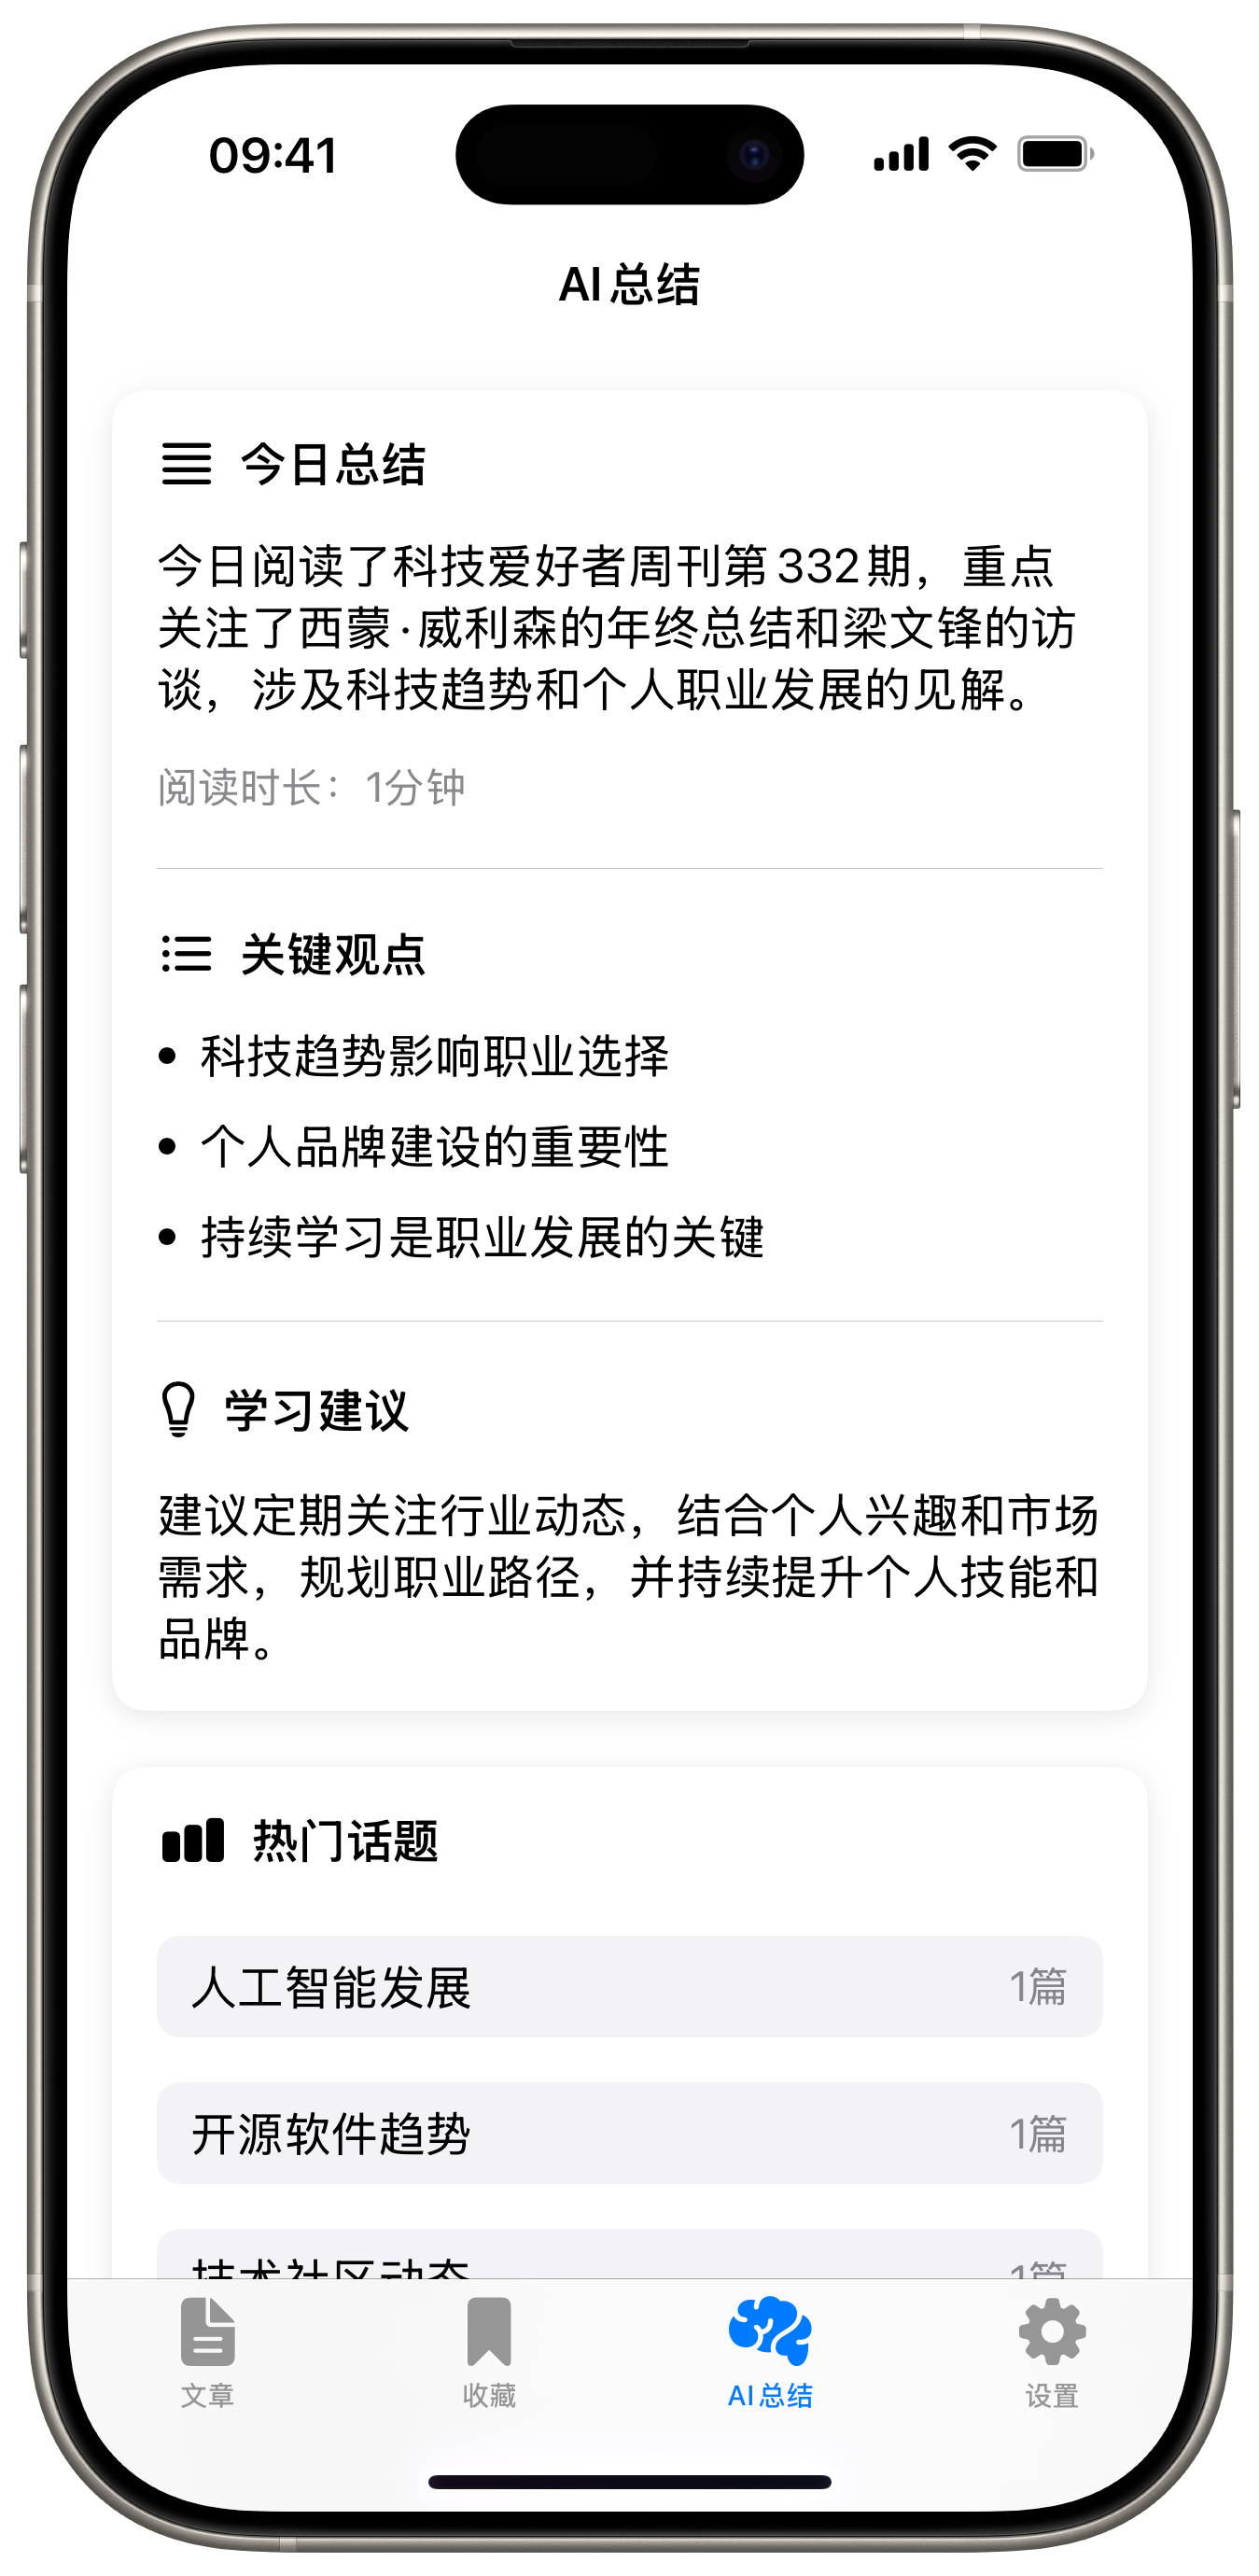 09:41
AI 总结
今日总结
今日阅读了科技爱好者周刊第 332 期，重点
关注了西蒙·威利森的年终总结和梁文锋的访
谈，涉及科技趋势和个人职业发展的见解。
阅读时长：1分钟
关键观点
• 科技趋势影响职业选择
• 个人品牌建设的重要性
• 持续学习是职业发展的关键
学习建议
建议定期关注行业动态，结合个人兴趣和市场
需求，规划职业路径，并持续提升个人技能和
品牌。
热门话题
人工智能发展 1篇
开源软件趋势 1篇
技术社区动态 1篇
文章 收藏 AI 总结 设置